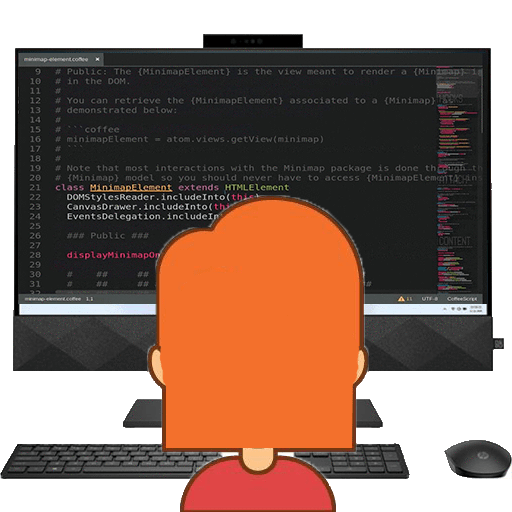 minimap-element.coffee ×
9 # Public: The {MinimapElement} is the view meant to render a {Minimap}
10 # in the DOM.
11 #
12 # You can retrieve the {MinimapElement} associated to a {Minimap}
13 # demonstrated below:
14 #
15 # ```coffee
16 # minimapElement = atom.views.getView(minimap)
17 # ```
18 #
19 # Note that most interactions with the Minimap package is done through
20 # {Minimap} model so you should never have to access {MinimapElement}
21 class MinimapElement extends HTMLElement
22 DOMStylesReader.includeInto(this)
23 CanvasDrawer.includeInto(
24 EventsDelegation.includeIn
25
26 ### Public ###
27
28 displayMinimapOn
29
30 # ## ##
31 # ## ## ##
CONTENT
minimap-element.coffee 1,1
11 UTF-8 CoffeeScript
hp